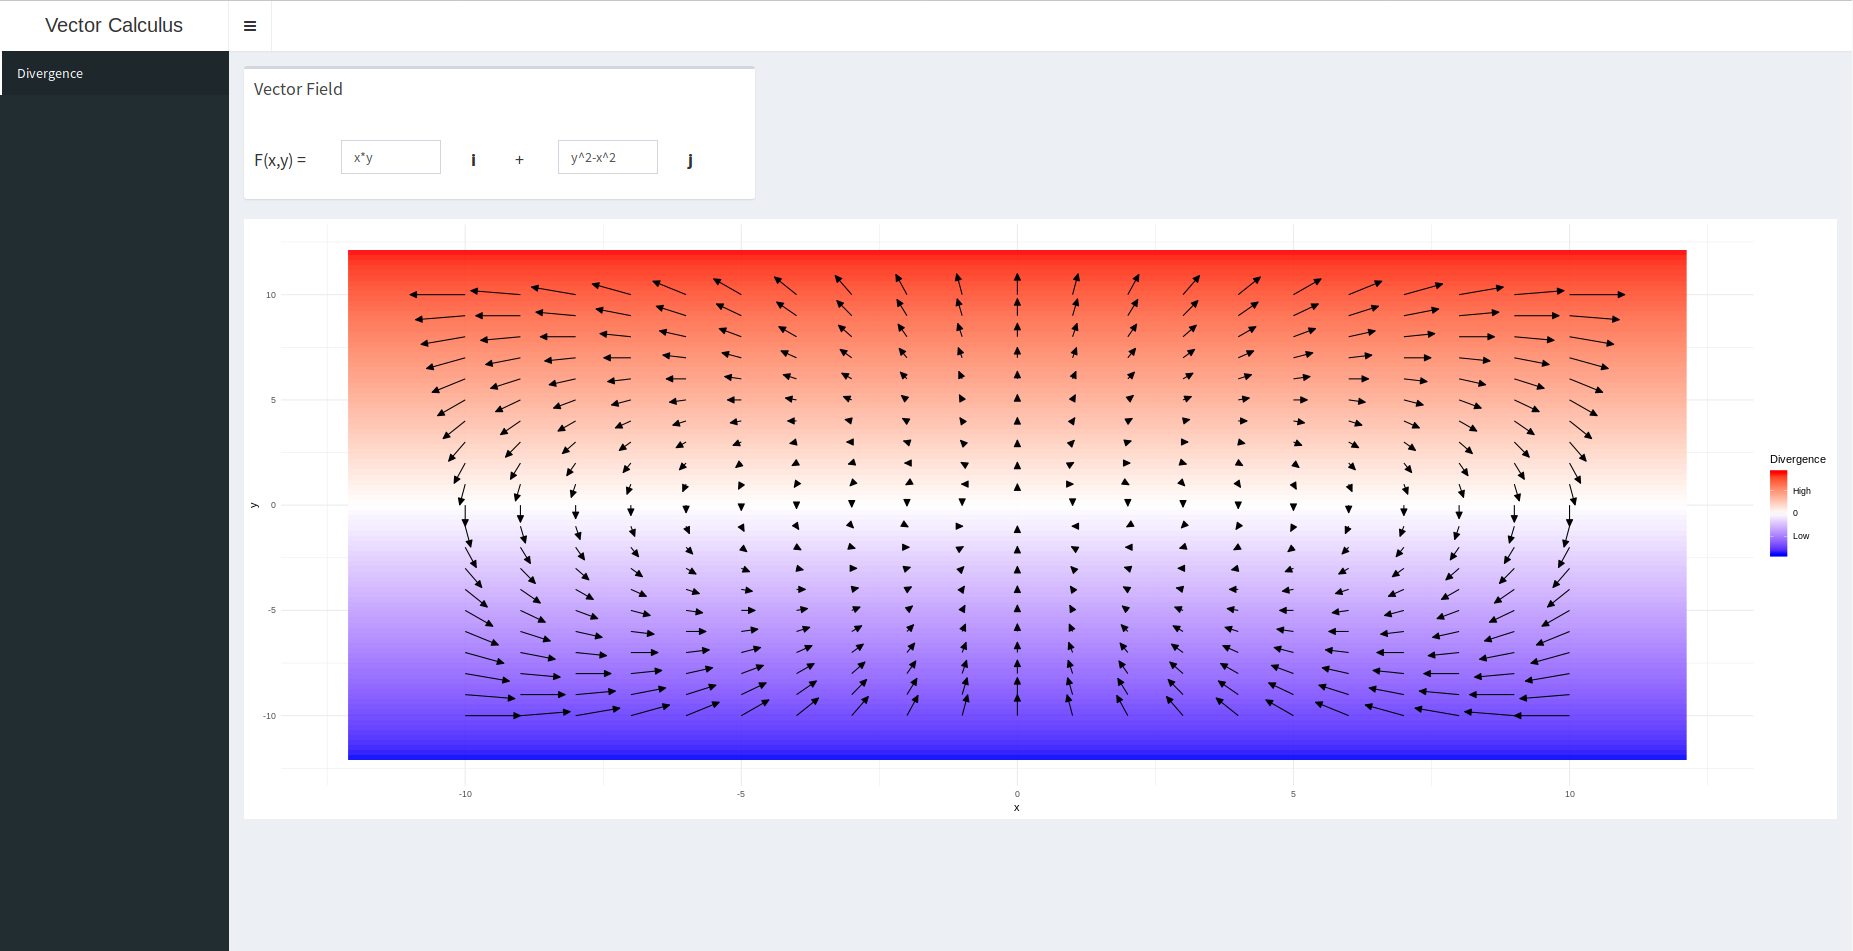 Vector Calculus
Divergence
Vector Field
F(x,y) = x*y i + y^2-x^2 j
10
5
0
-5
-10
y
-10 -5 0 5 10
x
Divergence
High
0
Low